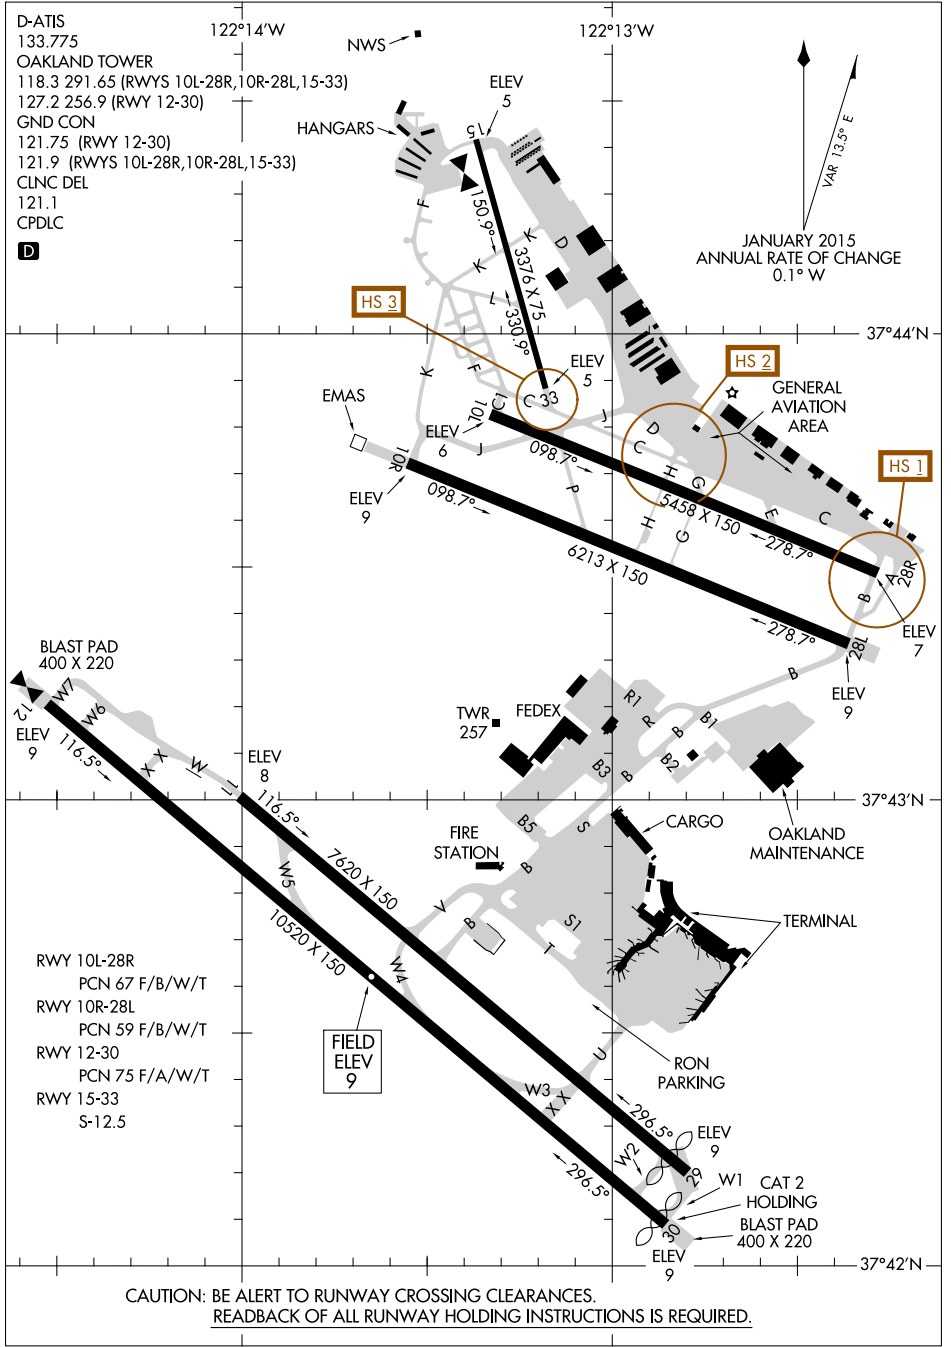 D-ATIS
133.775
OAKLAND TOWER
118.3 291.65 (RWYS 10L-28R,10R-28L,15-33)
127.2 256.9 (RWY 12-30)
GND CON
121.75 (RWY 12-30)
121.9 (RWYS 10L-28R,10R-28L,15-33)
CLNC DEL
121.1
CPDLC
D
122°14'W
122°13'W
NWS
HANGARS
ELEV
5
15
VAR 13.5° E
JANUARY 2015
ANNUAL RATE OF CHANGE
0.1° W
F
150.9°
K
D
K
L
3376 X 75
330.9°
HS 3
37°44'N
K
F
ELEV
5
C
33
C1
10L
EMAS
ELEV
6
J
J
HS 2
GENERAL
AVIATION
AREA
D
C
H
G
HS 1
10R
ELEV
9
098.7°
098.7°
P
5458 X 150
E
C
278.7°
H
G
6213 X 150
A
28R
B
278.7°
28L
ELEV
7
ELEV
9
B
BLAST PAD
400 X 220
W7
W6
12
ELEV
9
116.5°
X X
W
L
ELEV
8
116.5°
TWR
257
FEDEX
R1
R
B
B1
B2
B3
B
37°43'N
B5
S
CARGO
OAKLAND
MAINTENANCE
FIRE
STATION
B
7620 X 150
W5
10520 X 150
V
B
S1
T
TERMINAL
W4
RWY 10L-28R
PCN 67 F/B/W/T
RWY 10R-28L
PCN 59 F/B/W/T
RWY 12-30
PCN 75 F/A/W/T
RWY 15-33
S-12.5
FIELD
ELEV
9
U
RON
PARKING
W3
X X
296.5°
296.5°
W2
ELEV
9
29
W1
CAT 2
HOLDING
30
BLAST PAD
400 X 220
ELEV
9
37°42'N
CAUTION: BE ALERT TO RUNWAY CROSSING CLEARANCES.
READBACK OF ALL RUNWAY HOLDING INSTRUCTIONS IS REQUIRED.